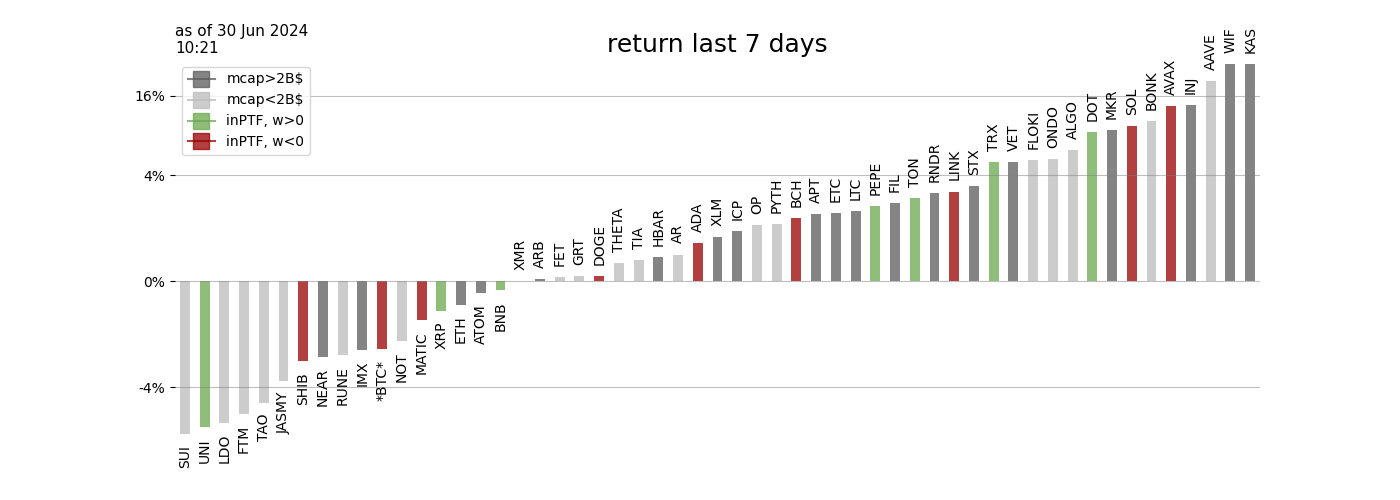 as of 30 Jun 2024
10:21
return last 7 days
mcap>2B$
mcap<2B$
inPTF, w>0
inPTF, w<0
16%
4%
0%
-4%
SUI
UNI
LDO
FTM
TAO
JASMY
SHIB
NEAR
RUNE
IMX
*BTC*
NOT
MATIC
XRP
ETH
ATOM
BNB
XMR
ARB
FET
GRT
DOGE
THETA
TIA
HBAR
AR
ADA
XLM
ICP
OP
PYTH
BCH
APT
ETC
LTC
PEPE
FIL
TON
RNDR
LINK
STX
TRX
VET
FLOKI
ONDO
ALGO
DOT
MKR
SOL
BONK
AVAX
INJ
AAVE
WIF
KAS